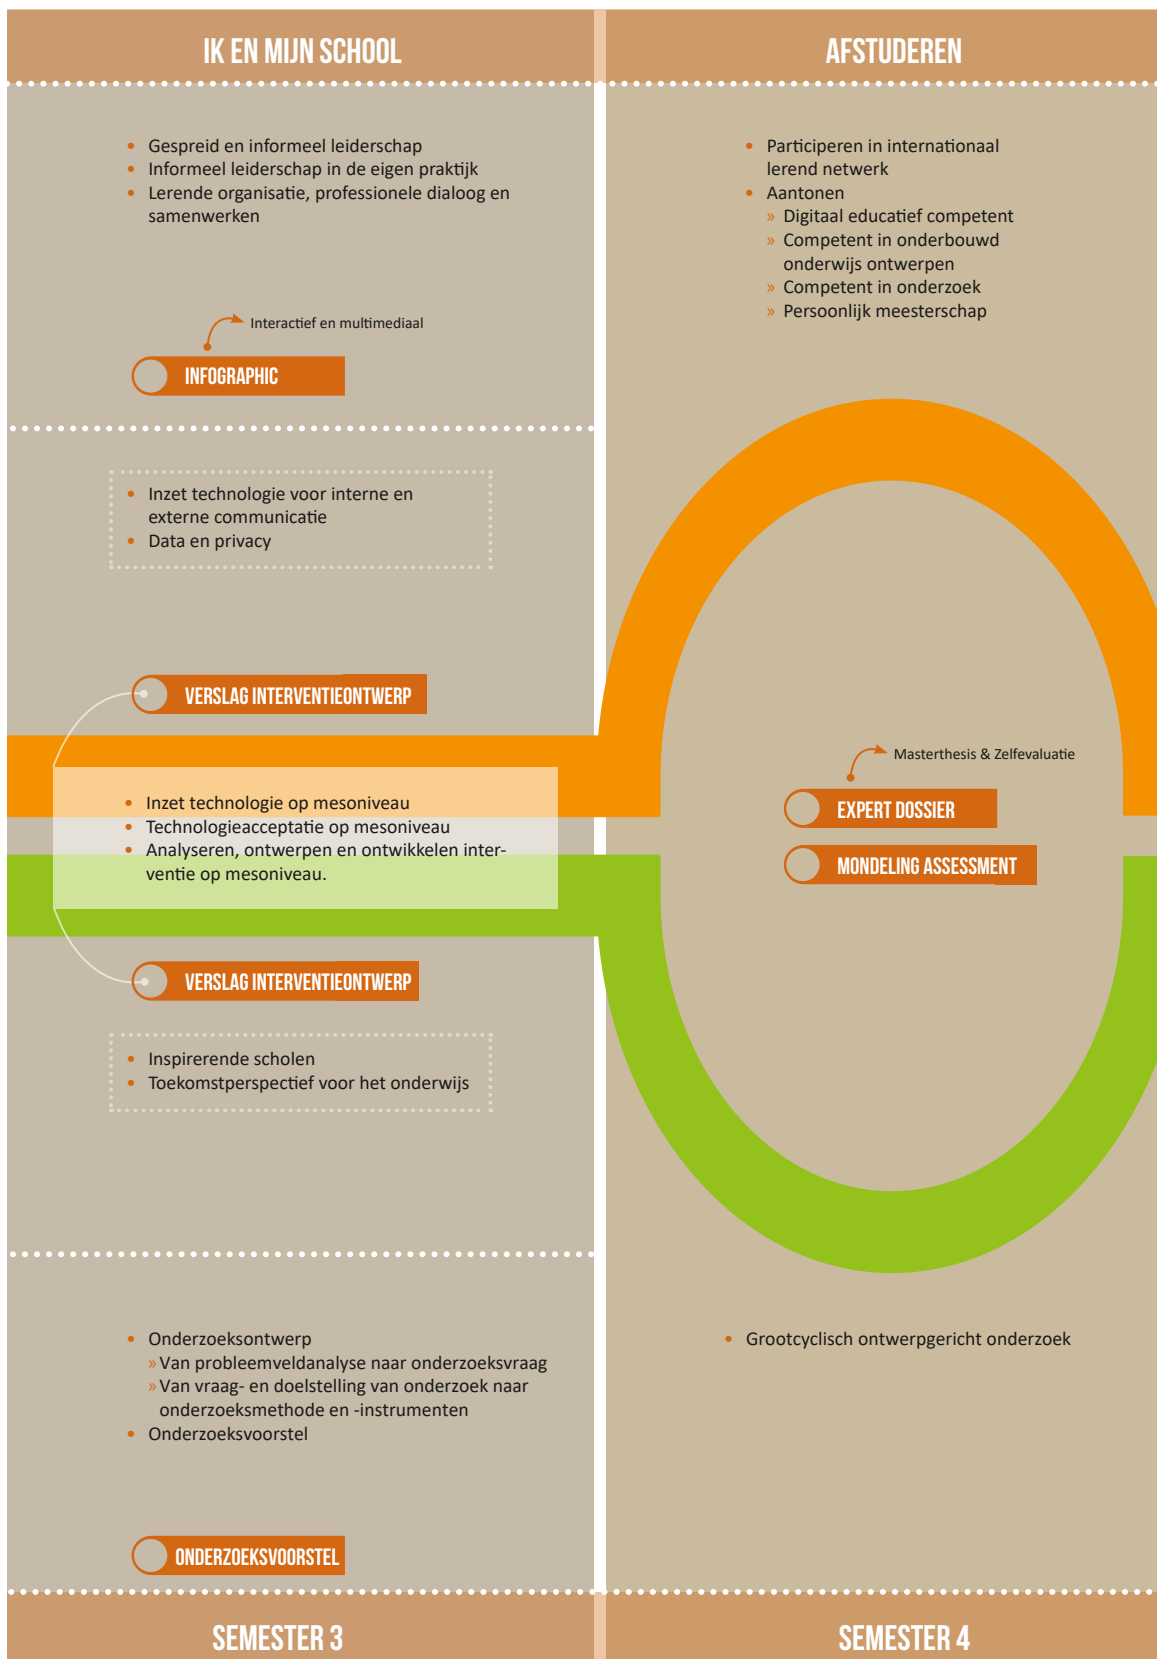 IK EN MIJN SCHOOL
• Gespreid en informeel leiderschap
• Informeel leiderschap in de eigen praktijk
• Lerende organisatie, professionele dialoog en
samenwerken
Interactief en multimediaal
INFOGRAPHIC
• Inzet technologie voor interne en
externe communicatie
• Data en privacy
VERSLAG INTERVENTIEONTWERP
• Inzet technologie op mesoniveau
• Technologieacceptatie op mesoniveau
• Analyseren, ontwerpen en ontwikkelen inter-
ventie op mesoniveau.
VERSLAG INTERVENTIEONTWERP
• Inspirerende scholen
• Toekomstperspectief voor het onderwijs
• Onderzoeksontwerp
» Van probleemveldanalyse naar onderzoeksvraag
» Van vraag- en doelstelling van onderzoek naar
onderzoeksmethode en -instrumenten
• Onderzoeksvoorstel
ONDERZOEKSVOORSTEL
SEMESTER 3
AFSTUDEREN
• Participeren in internationaal
lerend netwerk
• Aantonen
» Digitaal educatief competent
» Competent in onderbouwd
onderwijs ontwerpen
» Competent in onderzoek
» Persoonlijk meesterschap
Masterthesis & Zelfevaluatie
EXPERT DOSSIER
MONDELING ASSESSMENT
• Grootcyclisch ontwerpgericht onderzoek
SEMESTER 4